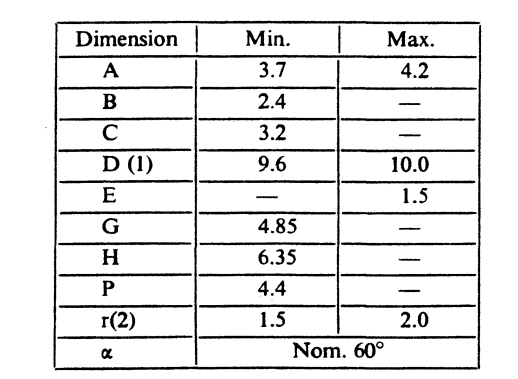 Dimension Min. Max.
A 3.7 4.2
B 2.4 —
C 3.2 —
D (1) 9.6 10.0
E — 1.5
G 4.85 —
H 6.35 —
P 4.4 —
r(2) 1.5 2.0
α Nom. 60°